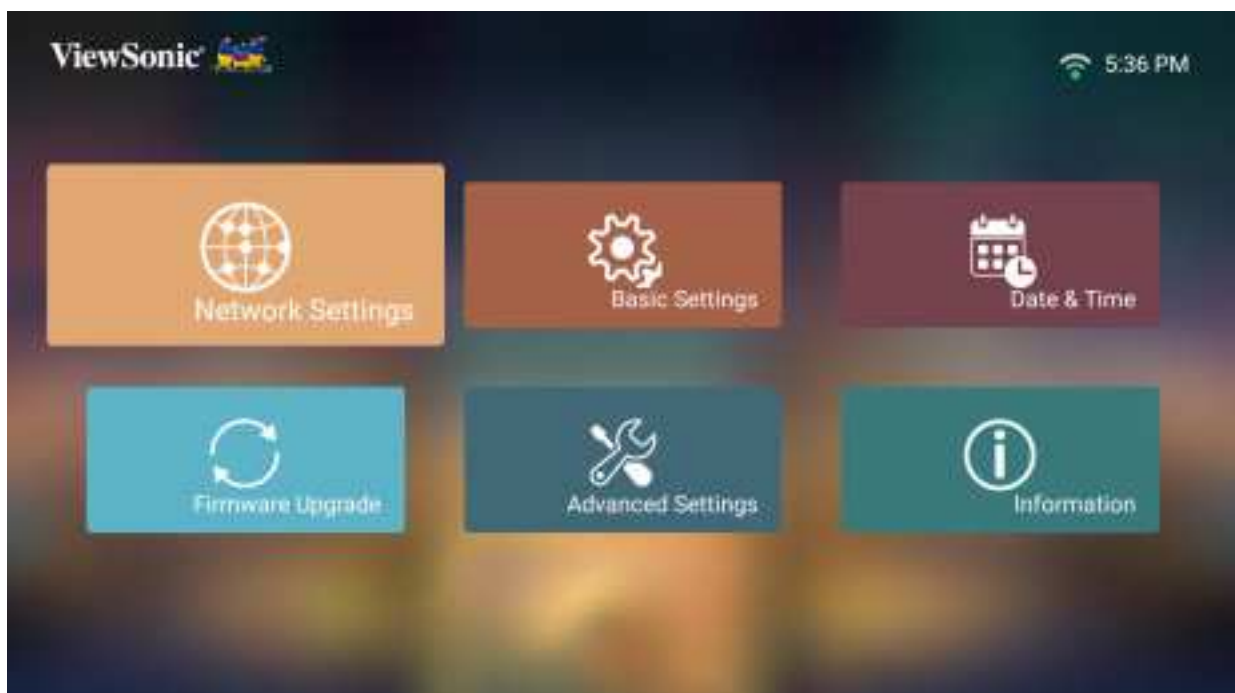 ViewSonic
5:36 PM
Network Settings
Basic Settings
Date & Time
Firmware Upgrade
Advanced Settings
Information